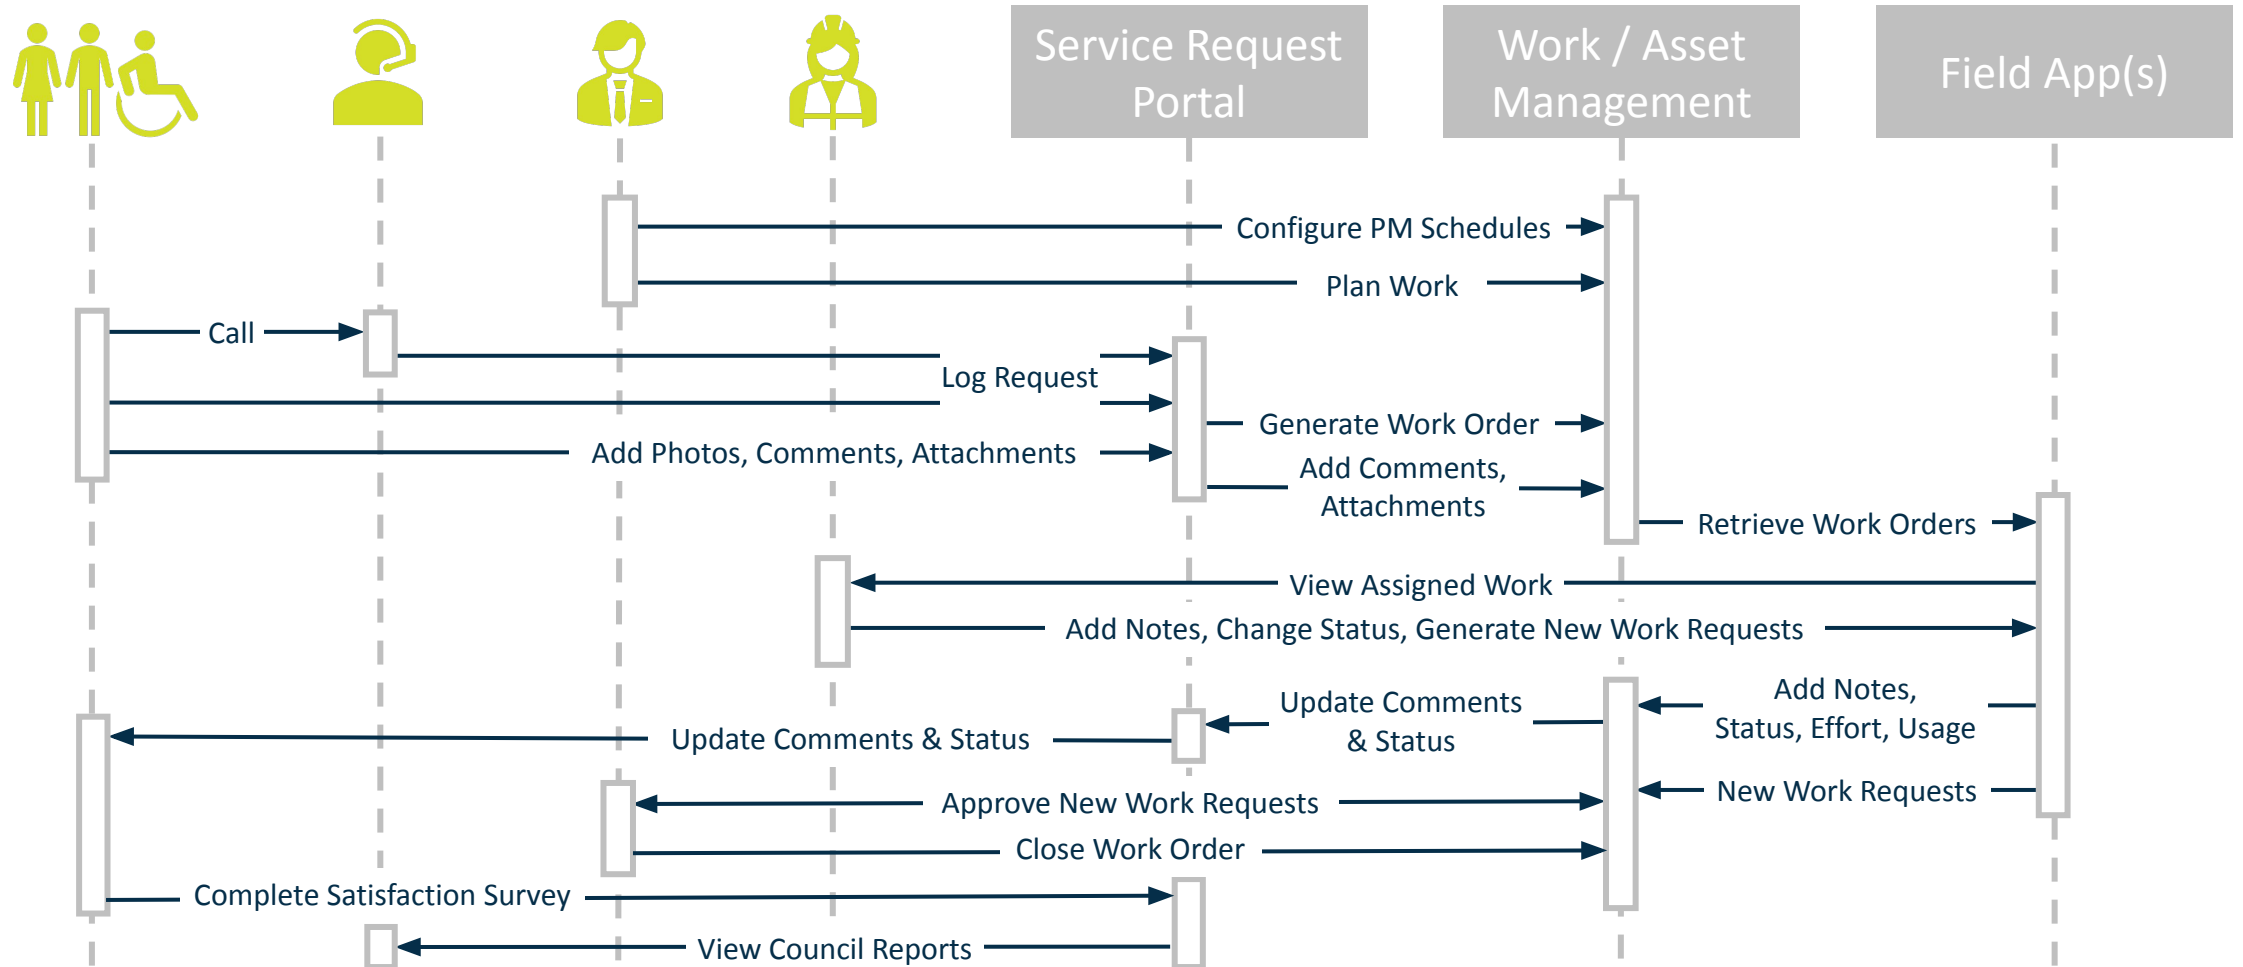 Service Request
Portal
Work / Asset
Management
Field App(s)
Configure PM Schedules
Plan Work
Call
Log Request
Generate Work Order
Add Photos, Comments, Attachments
Add Comments,
Attachments
Retrieve Work Orders
View Assigned Work
Add Notes, Change Status, Generate New Work Requests
Add Notes,
Status, Effort, Usage
Update Comments
& Status
Update Comments & Status
New Work Requests
Approve New Work Requests
Close Work Order
Complete Satisfaction Survey
View Council Reports